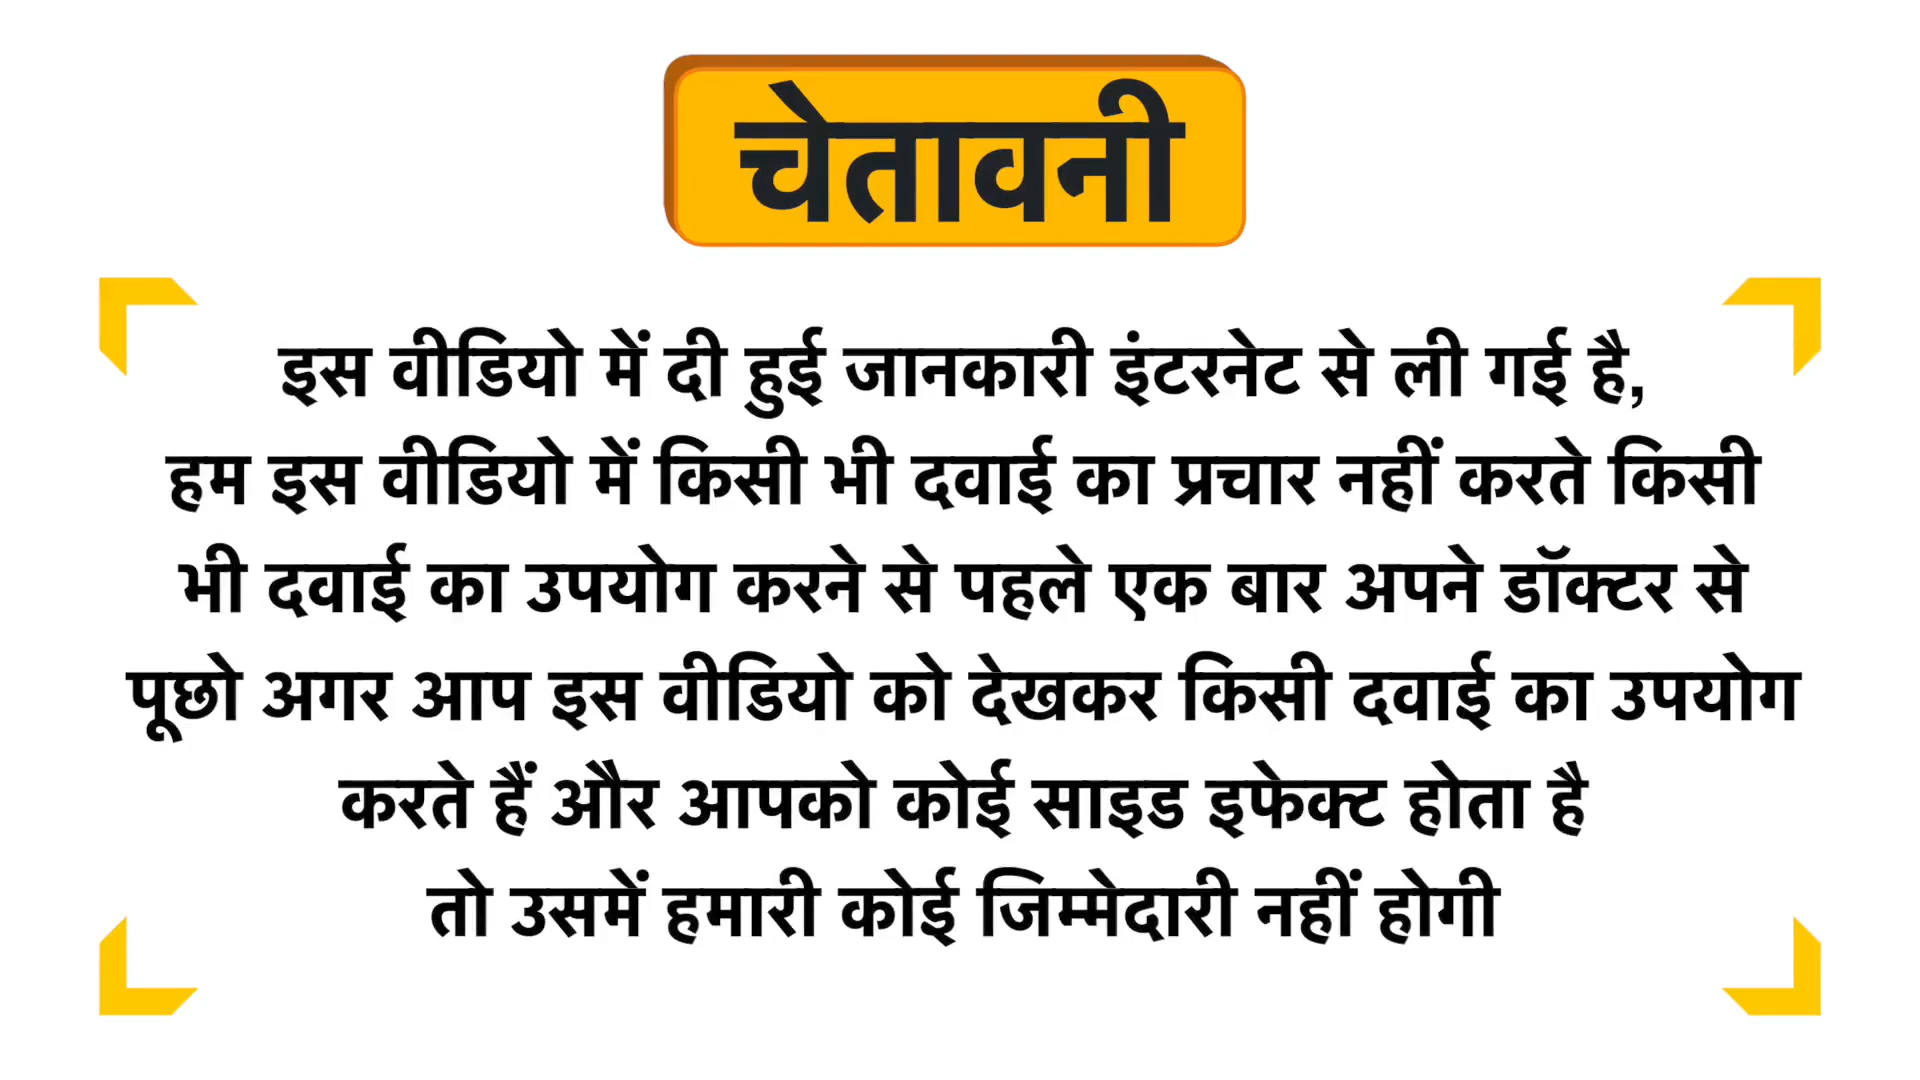 चेतावनी
इस वीडियो में दी हुई जानकारी इंटरनेट से ली गई है,
हम इस वीडियो में किसी भी दवाई का प्रचार नहीं करते किसी
भी दवाई का उपयोग करने से पहले एक बार अपने डॉक्टर से
पूछो अगर आप इस वीडियो को देखकर किसी दवाई का उपयोग
करते हैं और आपको कोई साइड इफेक्ट होता है
तो उसमें हमारी कोई जिम्मेदारी नहीं होगी